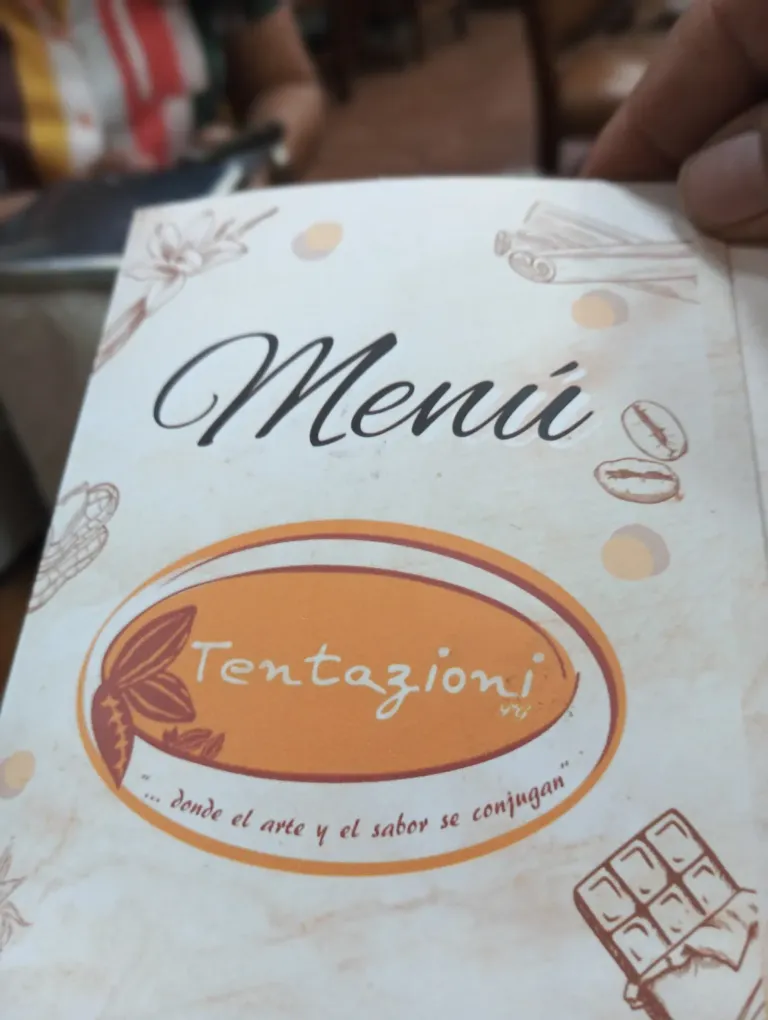 Menú
Tentazioni
"... donde el arte y el sabor se conjugan"